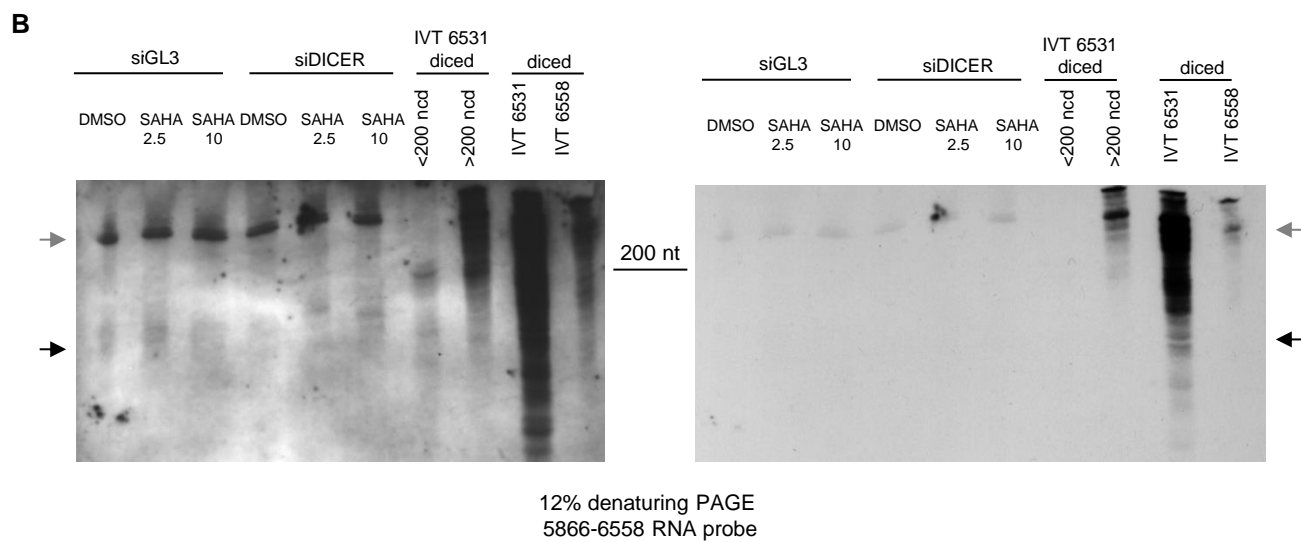 B
siGL3 siDICER IVT 6531 diced diced
DMSO SAHA 2.5 SAHA 10 DMSO SAHA 2.5 SAHA 10 <200 ncd >200 ncd IVT 6531 IVT 6558
200 nt
siGL3 siDICER IVT 6531 diced diced
DMSO SAHA 2.5 SAHA 10 DMSO SAHA 2.5 SAHA 10 <200 ncd >200 ncd IVT 6531 IVT 6558
12% denaturing PAGE
5866-6558 RNA probe